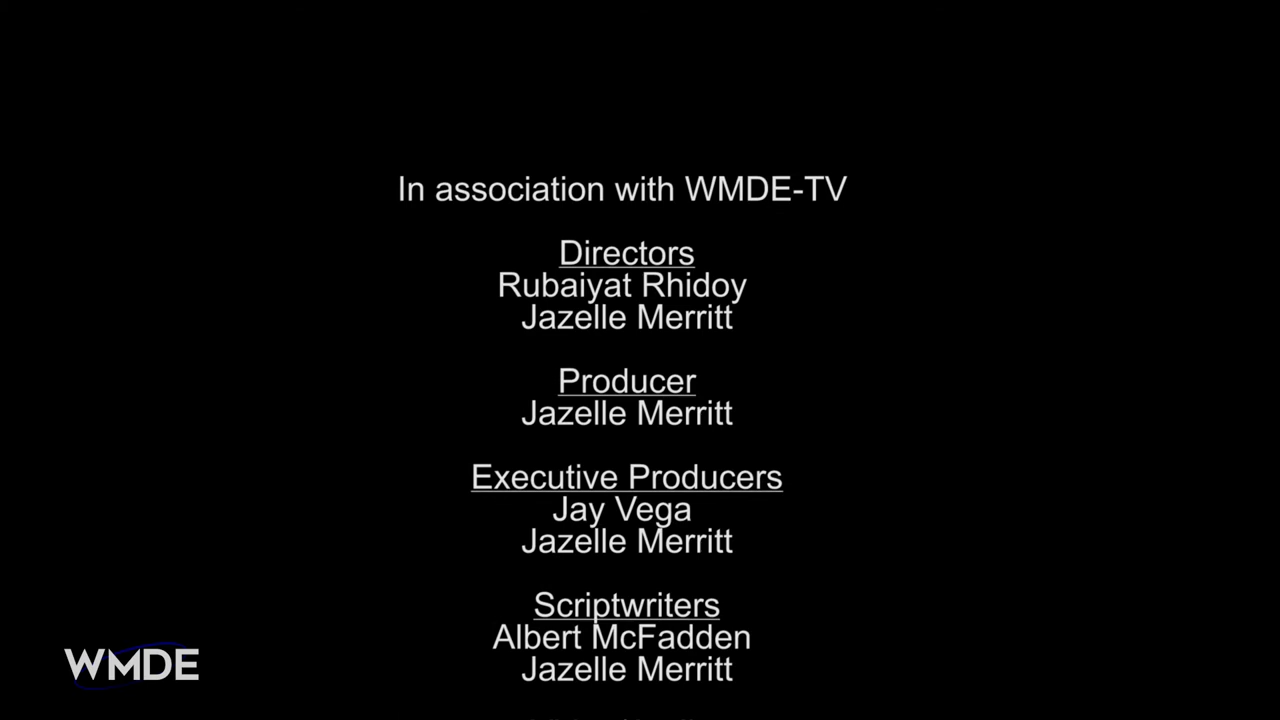 In association with WMDE-TV
Directors
Rubaiyat Rhidoy
Jazelle Merritt
Producer
Jazelle Merritt
Executive Producers
Jay Vega
Jazelle Merritt
Scriptwriters
Albert McFadden
Jazelle Merritt
WMDE